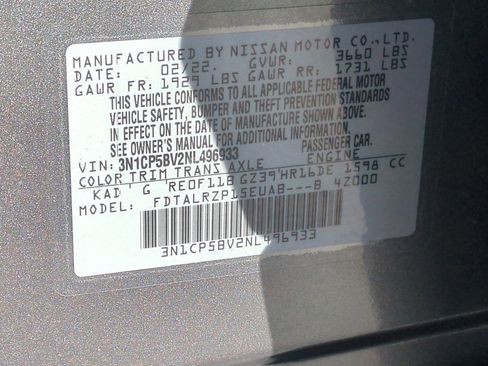 MANUFACTURED BY NISSAN MOTOR CO.,LTD.
DATE: 02/22. GVWR: 3660 LBS
GAWR FR: 1929 LBS GAWR RR: 1731 LBS
THIS VEHICLE CONFORMS TO ALL APPLICABLE FEDERAL MOTOR
VEHICLE SAFETY, BUMPER AND THEFT PREVENTION STANDARDS
IN EFFECT ON THE DATE OF MANUFACTURE SHOWN ABOVE.
SEE OWNER'S MANUAL FOR ADDITIONAL INFORMATION.
VIN: 3N1CP5BV2NL496933 PASSENGER CAR.
COLOR TRIM TRANS AXLE ENGINE
KAD G RE0F11B GZ39 HR16DE 1598 CC
MODEL: FDTALRZP15EUA8---B 4Z000
3N1CP5BV2NL496933